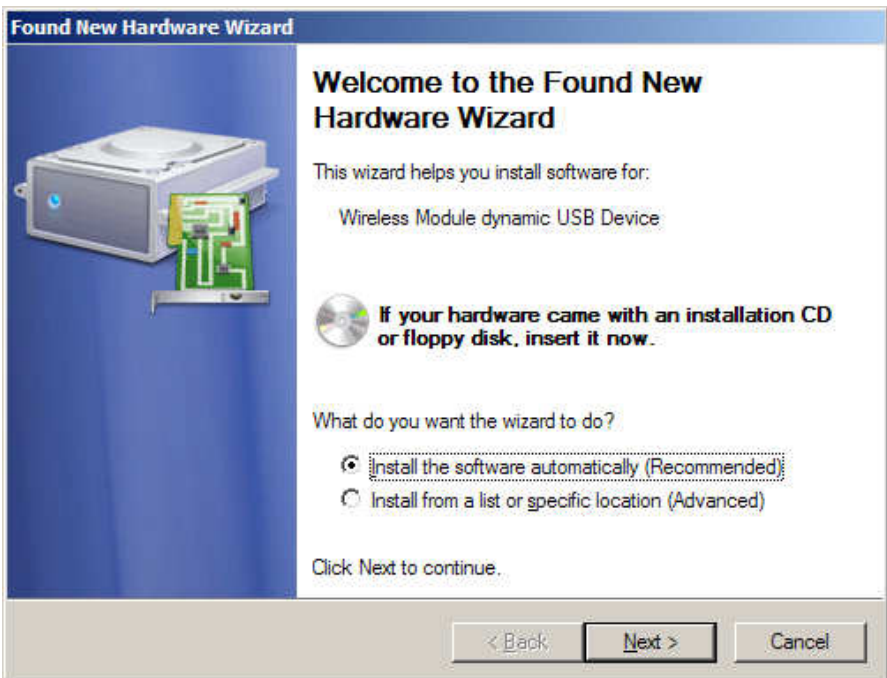 Found New Hardware Wizard
Welcome to the Found New
Hardware Wizard
This wizard helps you install software for:
Wireless Module dynamic USB Device
If your hardware came with an installation CD
or floppy disk, insert it now.
What do you want the wizard to do?
Install the software automatically (Recommended)
Install from a list or specific location (Advanced)
Click Next to continue.
< Back
Next >
Cancel